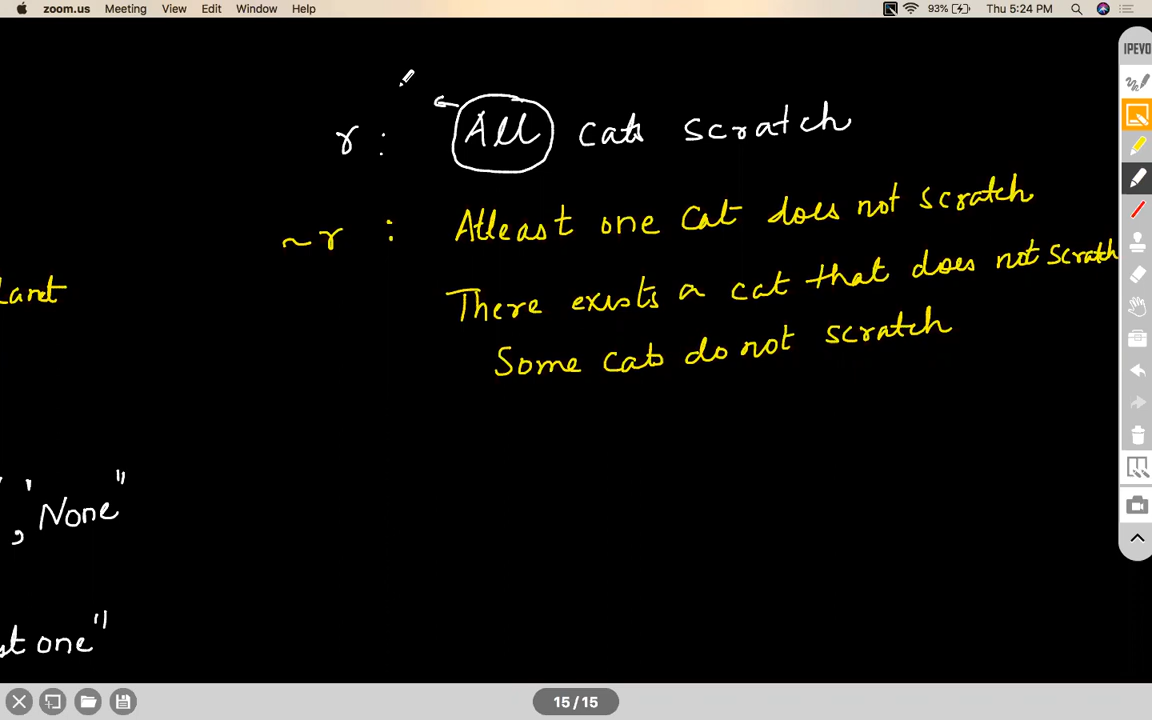 zoom.us Meeting View Edit Window Help 93% Thu 5:24 PM
IPEVO
r : All cats scratch
~r : Atleast one cat does not scratch
There exists a cat that does not scratch
Some cats do not scratch
, "None"
one"
15/15